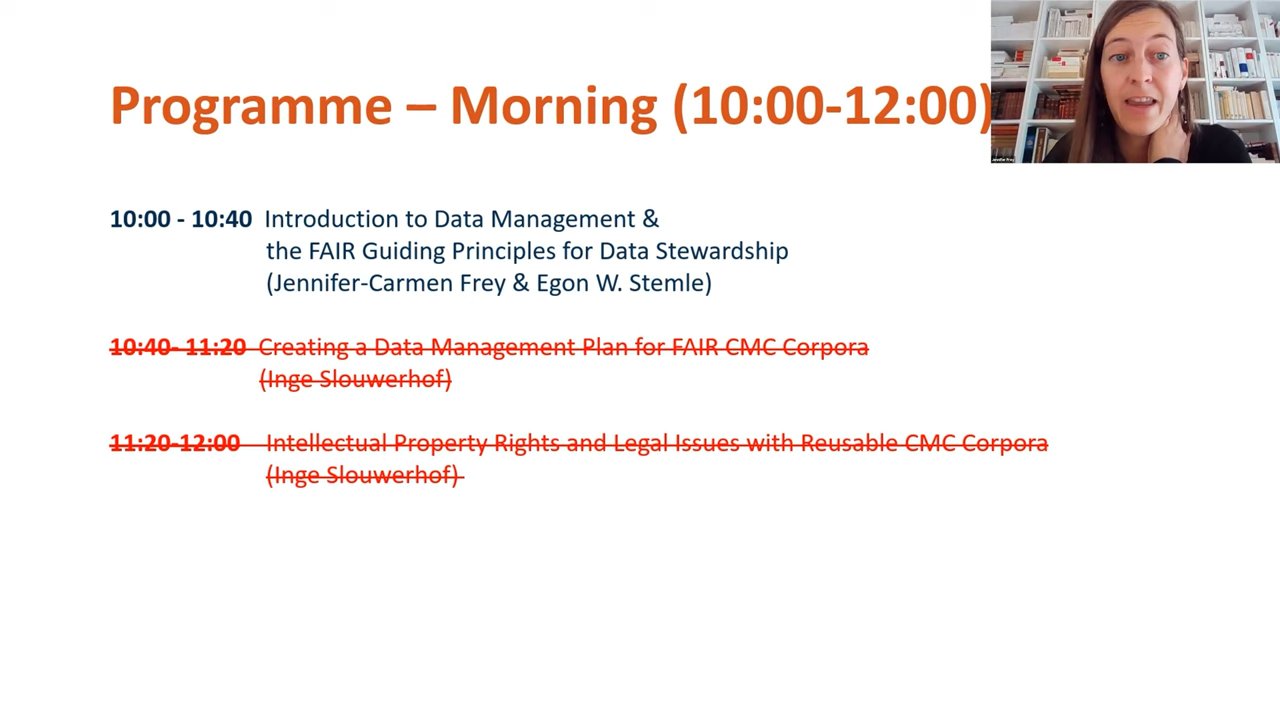 Programme – Morning (10:00-12:00)
10:00 - 10:40 Introduction to Data Management &
the FAIR Guiding Principles for Data Stewardship
(Jennifer-Carmen Frey & Egon W. Stemle)
10:40- 11:20 Creating a Data Management Plan for FAIR CMC Corpora
(Inge Slouwerhof)
11:20-12:00 Intellectual Property Rights and Legal Issues with Reusable CMC Corpora
(Inge Slouwerhof)